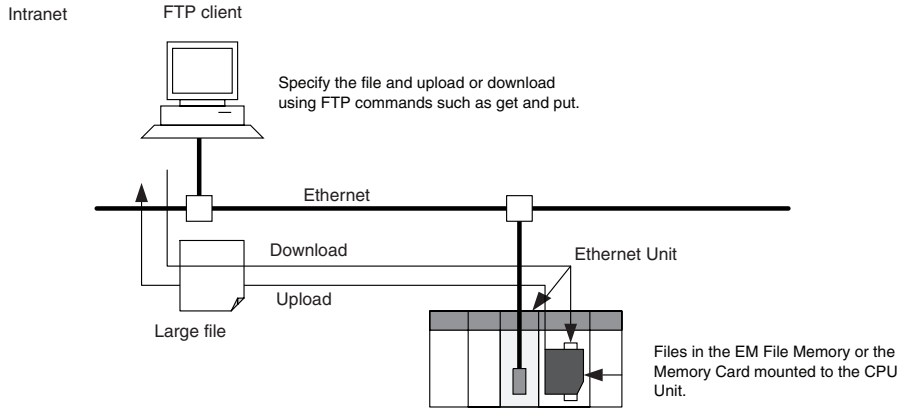 Intranet
FTP client
Specify the file and upload or download
using FTP commands such as get and put.
Ethernet
Download
Ethernet Unit
Upload
Large file
Files in the EM File Memory or the
Memory Card mounted to the CPU
Unit.